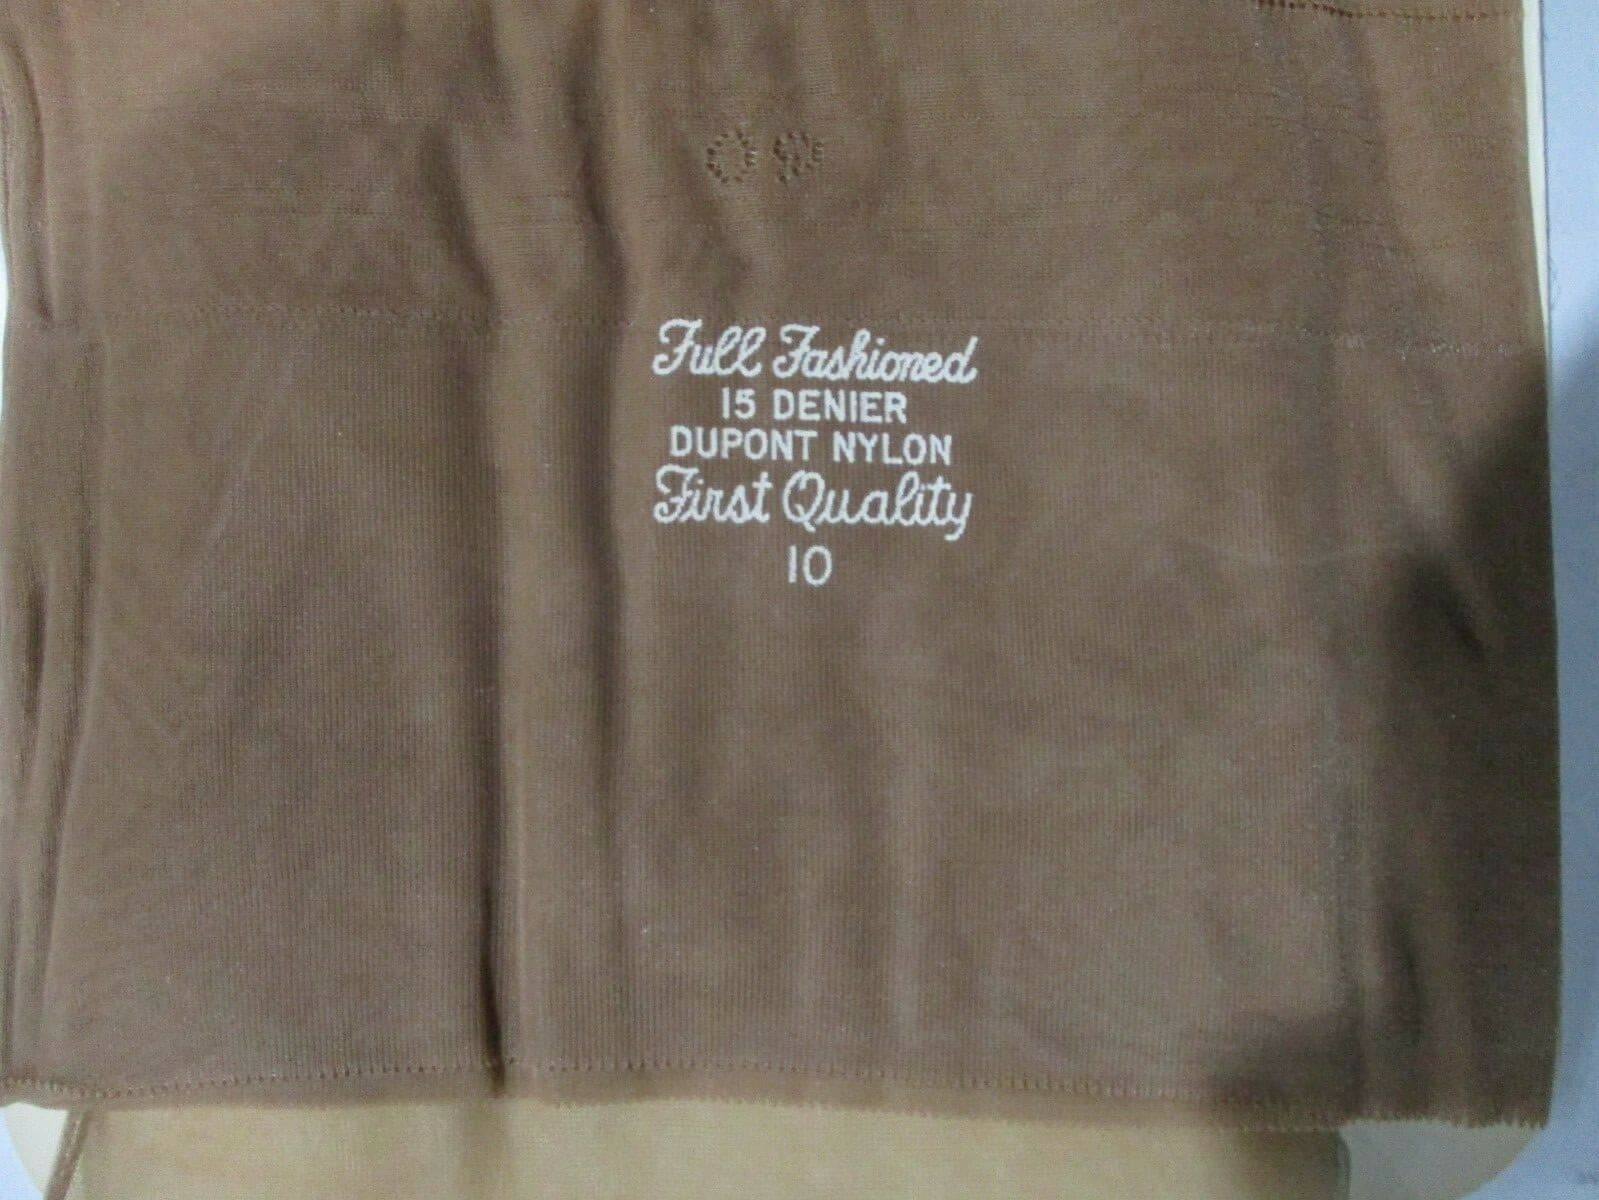 Full Fashioned
15 DENIER
DUPONT NYLON
First Quality
10